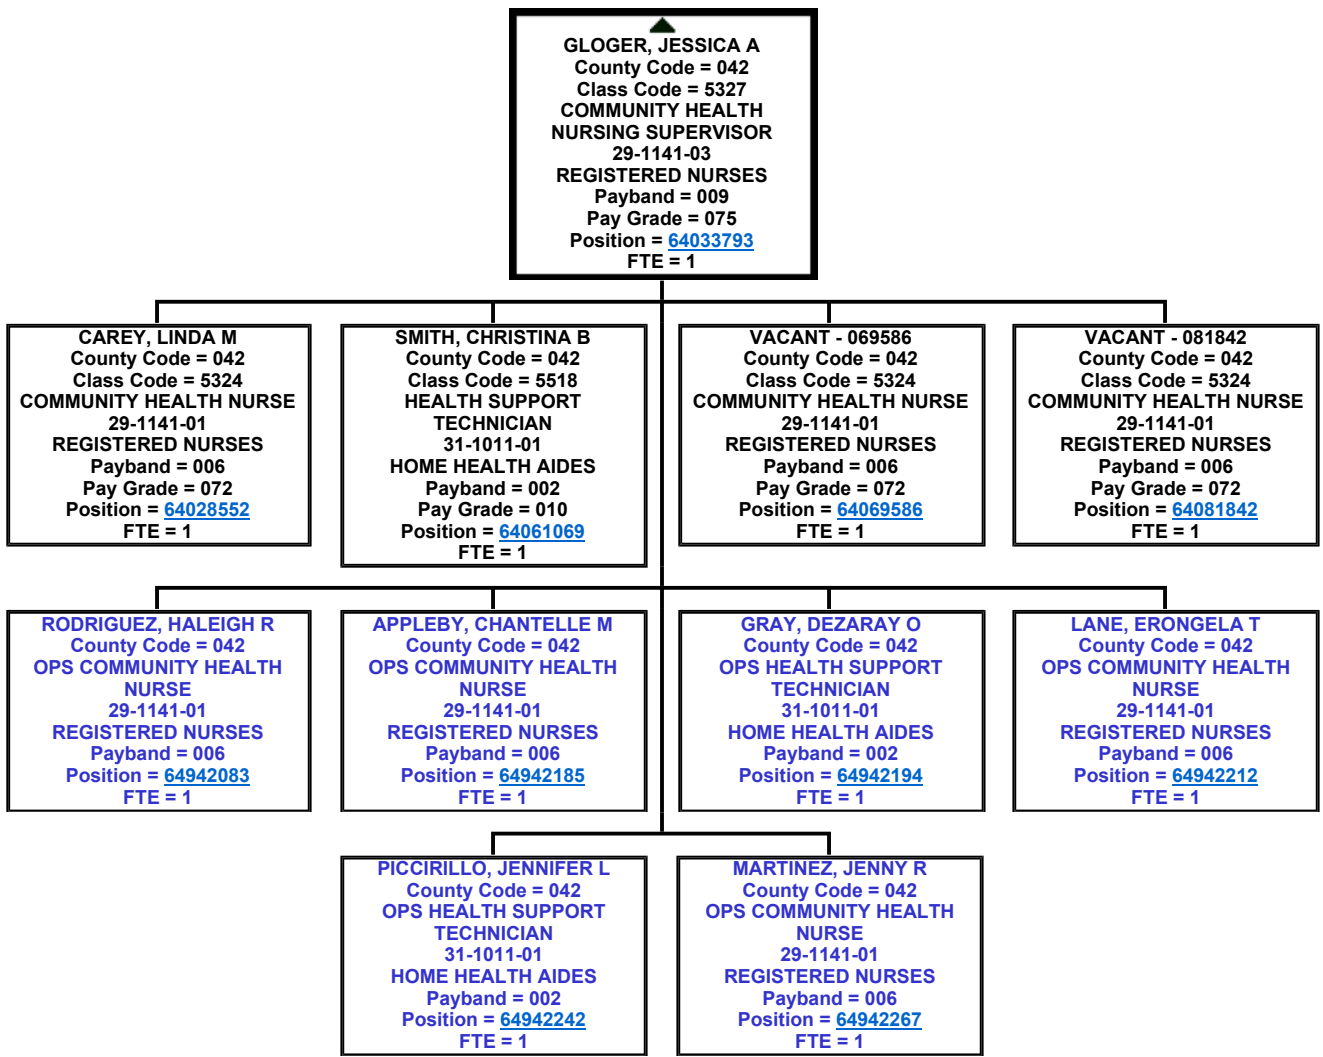 GLOGER, JESSICA A
County Code = 042
Class Code = 5327
COMMUNITY HEALTH
NURSING SUPERVISOR
29-1141-03
REGISTERED NURSES
Payband = 009
Pay Grade = 075
Position = 64033793
FTE = 1
CAREY, LINDA M
County Code = 042
Class Code = 5324
COMMUNITY HEALTH NURSE
29-1141-01
REGISTERED NURSES
Payband = 006
Pay Grade = 072
Position = 64028552
FTE = 1
SMITH, CHRISTINA B
County Code = 042
Class Code = 5518
HEALTH SUPPORT
TECHNICIAN
31-1011-01
HOME HEALTH AIDES
Payband = 002
Pay Grade = 010
Position = 64061069
FTE = 1
VACANT - 069586
County Code = 042
Class Code = 5324
COMMUNITY HEALTH NURSE
29-1141-01
REGISTERED NURSES
Payband = 006
Pay Grade = 072
Position = 64069586
FTE = 1
VACANT - 081842
County Code = 042
Class Code = 5324
COMMUNITY HEALTH NURSE
29-1141-01
REGISTERED NURSES
Payband = 006
Pay Grade = 072
Position = 64081842
FTE = 1
RODRIGUEZ, HALEIGH R
County Code = 042
OPS COMMUNITY HEALTH
NURSE
29-1141-01
REGISTERED NURSES
Payband = 006
Position = 64942083
FTE = 1
APPLEBY, CHANTELLE M
County Code = 042
OPS COMMUNITY HEALTH
NURSE
29-1141-01
REGISTERED NURSES
Payband = 006
Position = 64942185
FTE = 1
GRAY, DEZARAY O
County Code = 042
OPS HEALTH SUPPORT
TECHNICIAN
31-1011-01
HOME HEALTH AIDES
Payband = 002
Position = 64942194
FTE = 1
LANE, ERONGELA T
County Code = 042
OPS COMMUNITY HEALTH
NURSE
29-1141-01
REGISTERED NURSES
Payband = 006
Position = 64942212
FTE = 1
PICCIRILLO, JENNIFER L
County Code = 042
OPS HEALTH SUPPORT
TECHNICIAN
31-1011-01
HOME HEALTH AIDES
Payband = 002
Position = 64942242
FTE = 1
MARTINEZ, JENNY R
County Code = 042
OPS COMMUNITY HEALTH
NURSE
29-1141-01
REGISTERED NURSES
Payband = 006
Position = 64942267
FTE = 1